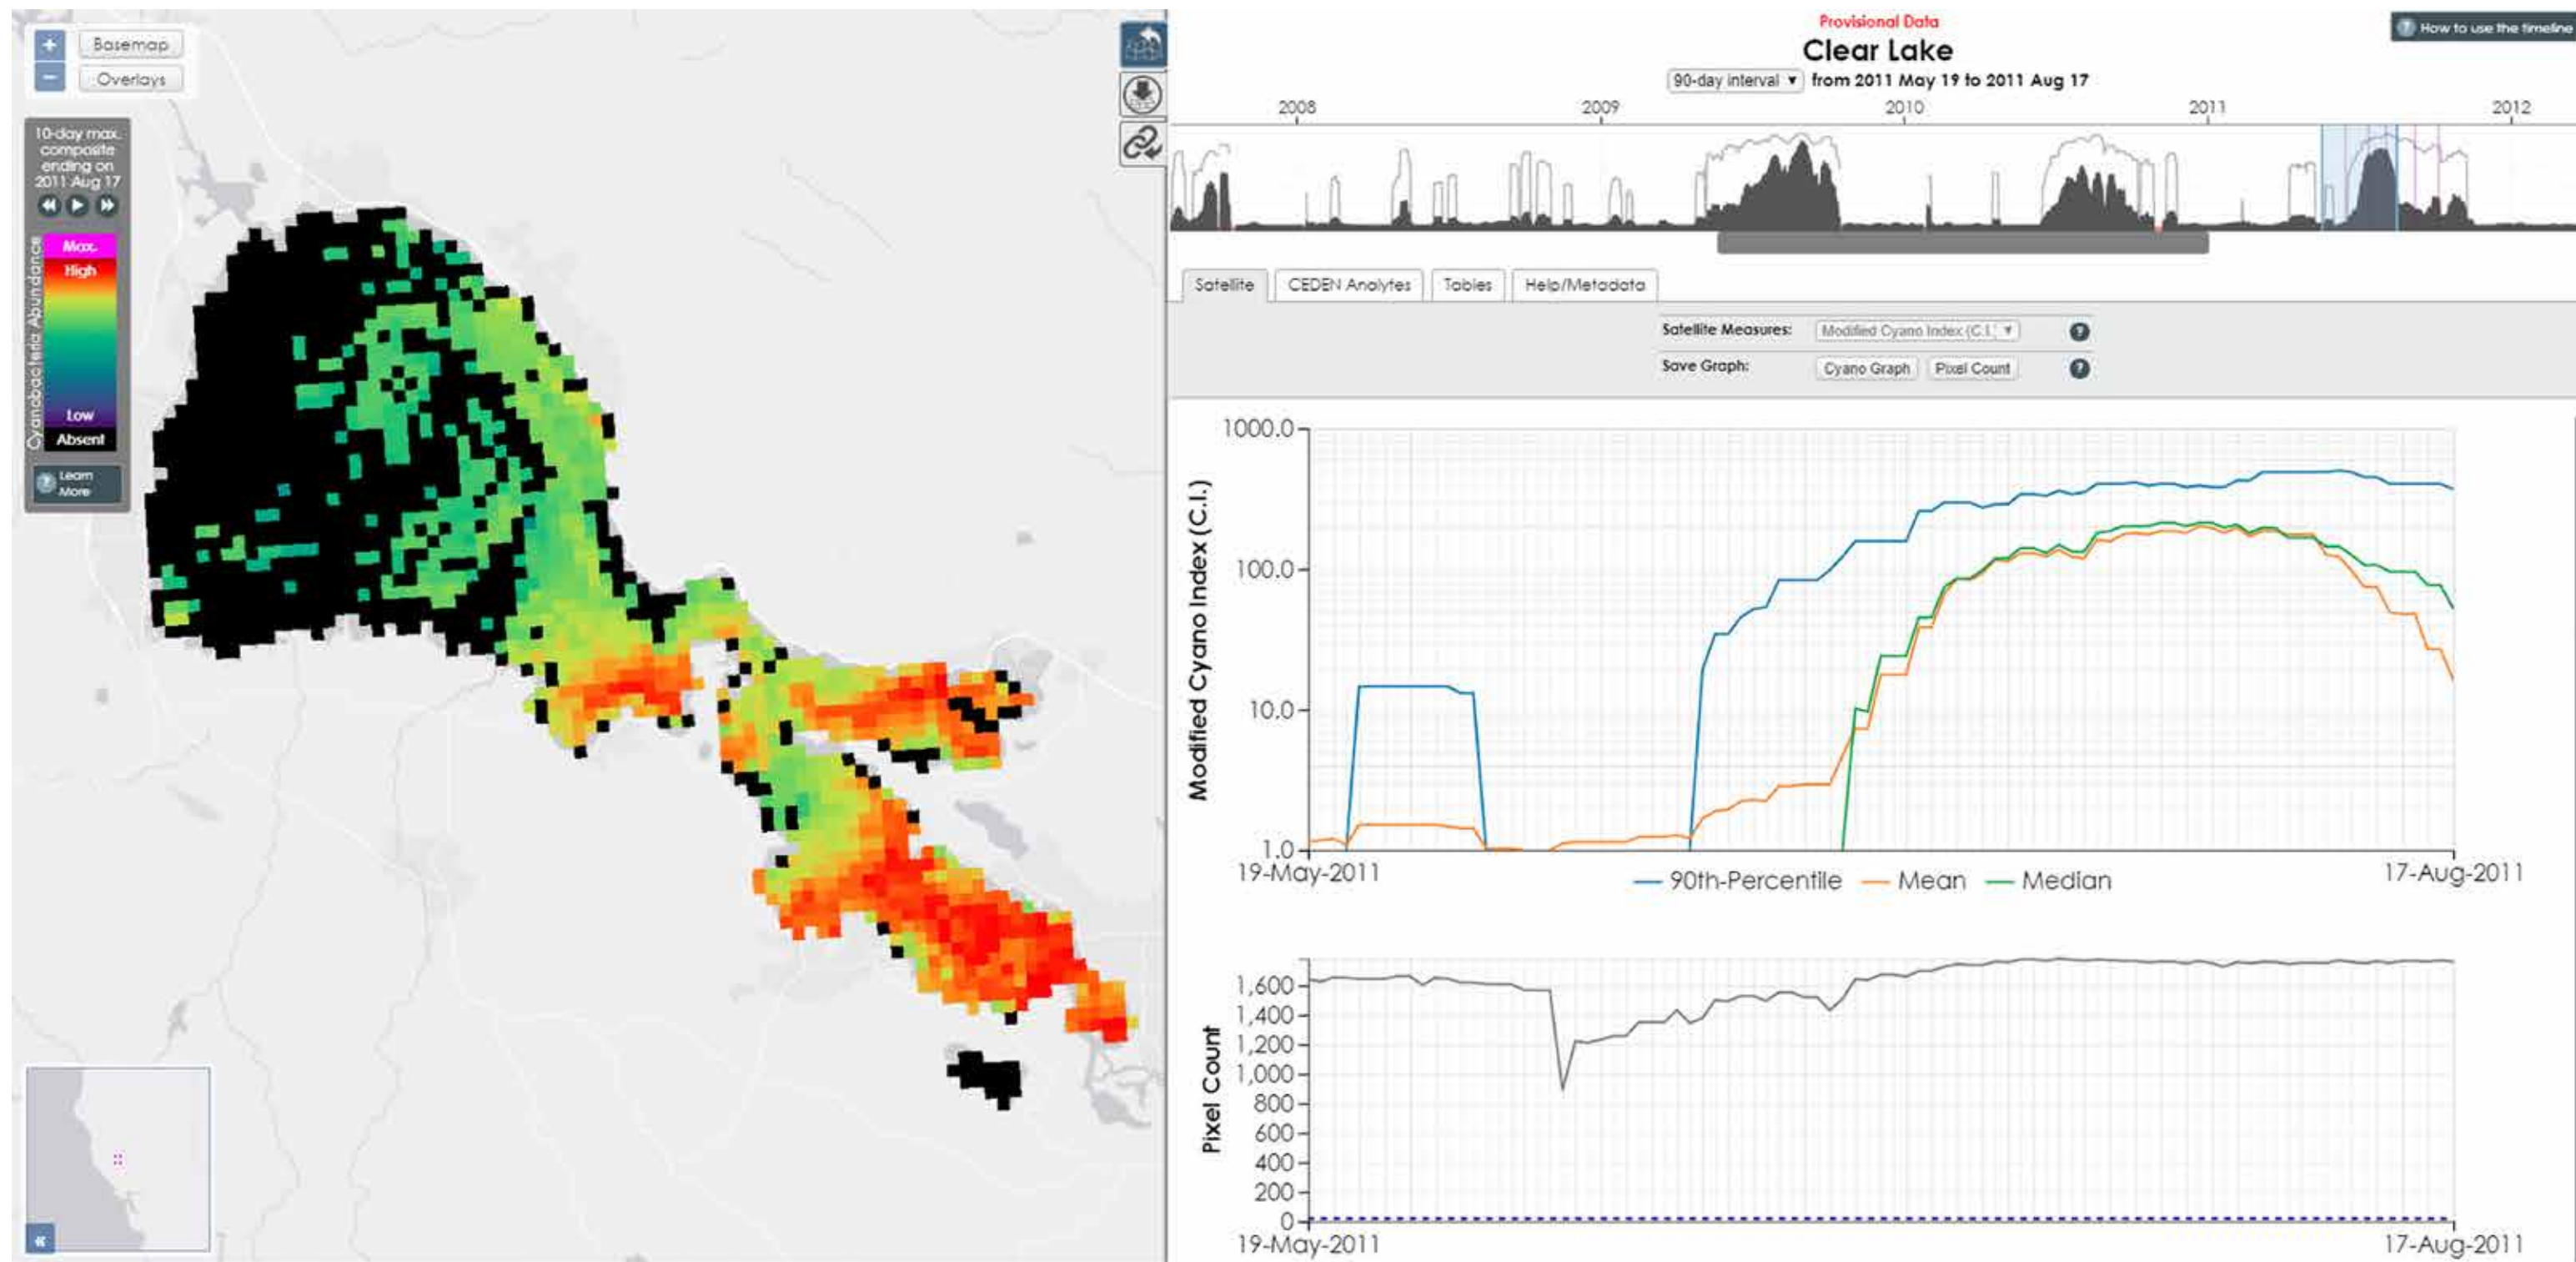 +
Basemap
−
Overlays
10-day max.
composite
ending on
2011 Aug 17
Max.
High
Low
Absent
Cyanobacteria Abundance
?
Learn
More
«
Provisional Data
Clear Lake
? How to use the timeline
90-day interval ▼ from 2011 May 19 to 2011 Aug 17
2008 2009 2010 2011 2012
Satellite CEDEN Analytes Tables Help/Metadata
Satellite Measures: Modified Cyano Index (C.I. ▼ ?
Save Graph: Cyano Graph Pixel Count ?
Modified Cyano Index (C.I.)
1000.0
100.0
10.0
1.0
19-May-2011 17-Aug-2011
90th-Percentile Mean Median
Pixel Count
1,600
1,400
1,200
1,000
800
600
400
200
0
19-May-2011 17-Aug-2011